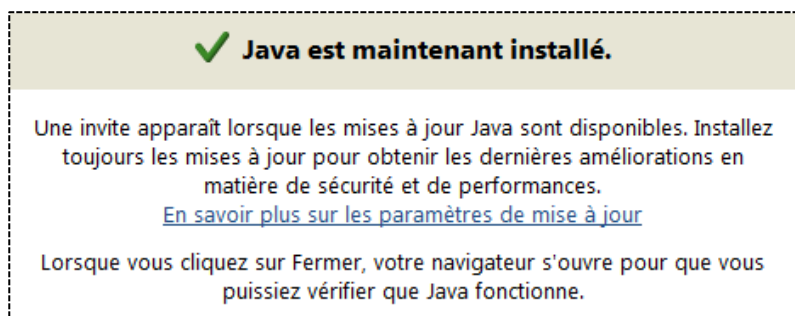 Java est maintenant installé.
Une invite apparaît lorsque les mises à jour Java sont disponibles. Installez
toujours les mises à jour pour obtenir les dernières améliorations en
matière de sécurité et de performances.
En savoir plus sur les paramètres de mise à jour
Lorsque vous cliquez sur Fermer, votre navigateur s'ouvre pour que vous
puissiez vérifier que Java fonctionne.